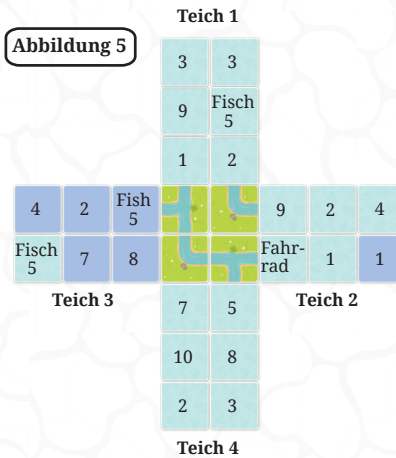 Teich 1
Abbildung 5
3 3
9 Fisch
5
1 2
4 2 Fish
5
9 2 4
Fisch
5
7 8
Fahr-
rad
1 1
Teich 3
Teich 2
7 5
10 8
2 3
Teich 4